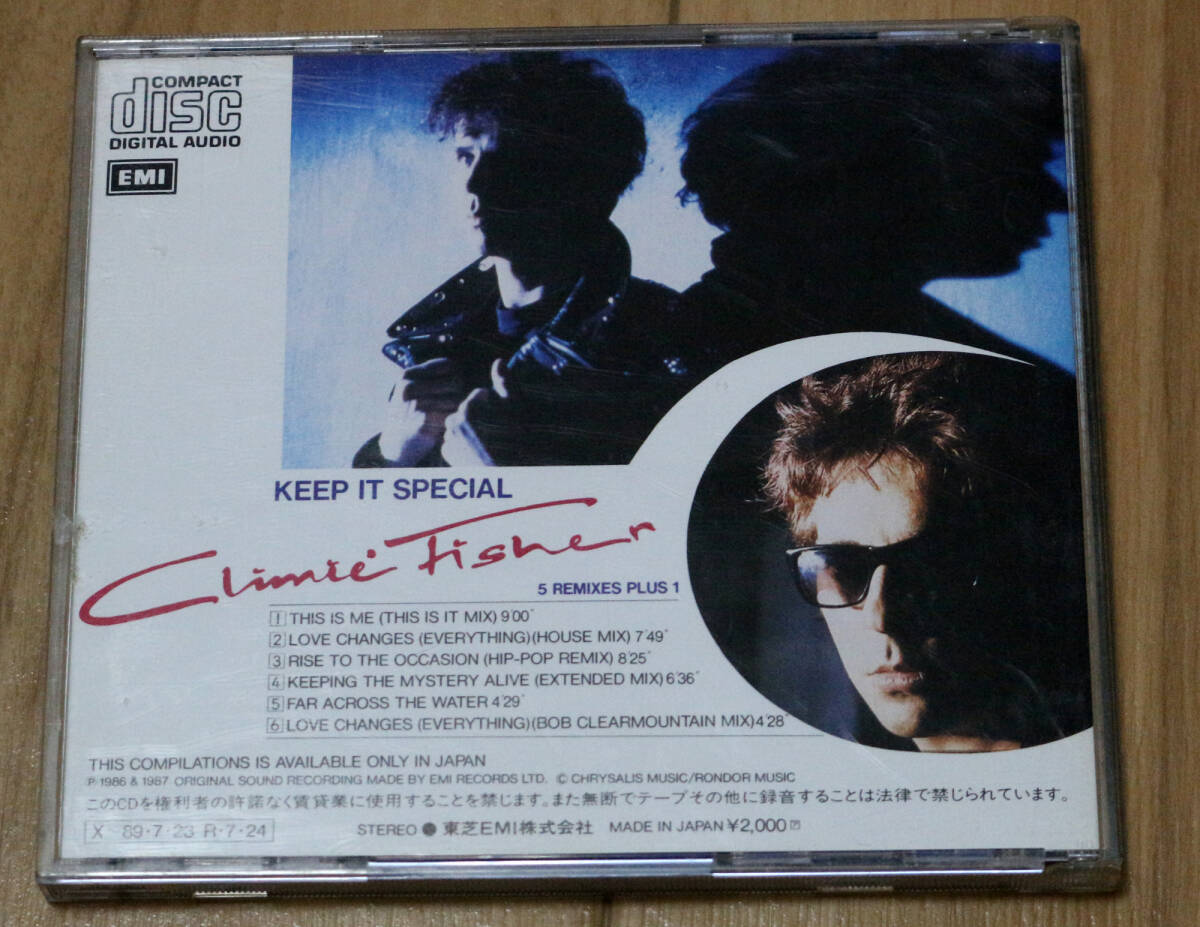 COMPACT
disc
DIGITAL AUDIO
EMI
KEEP IT SPECIAL
Climie Fisher
5 REMIXES PLUS 1
1 THIS IS ME (THIS IS IT MIX) 9'00"
2 LOVE CHANGES (EVERYTHING)(HOUSE MIX) 7'49"
3 RISE TO THE OCCASION (HIP-POP REMIX) 8'25"
4 KEEPING THE MYSTERY ALIVE (EXTENDED MIX) 6'36"
5 FAR ACROSS THE WATER 4'29"
6 LOVE CHANGES (EVERYTHING)(BOB CLEARMOUNTAIN MIX) 4'28"
THIS COMPILATIONS IS AVAILABLE ONLY IN JAPAN
℗ 1986 & 1987 ORIGINAL SOUND RECORDING MADE BY EMI RECORDS LTD. © CHRYSALIS MUSIC/RONDOR MUSIC
このCDを権利者の許諾なく賃貸業に使用することを禁じます。また無断でテープその他に録音することは法律で禁じられています。
X 89・7・23 R・7・24 STEREO ● 東芝EMI株式会社 MADE IN JAPAN ¥2,000